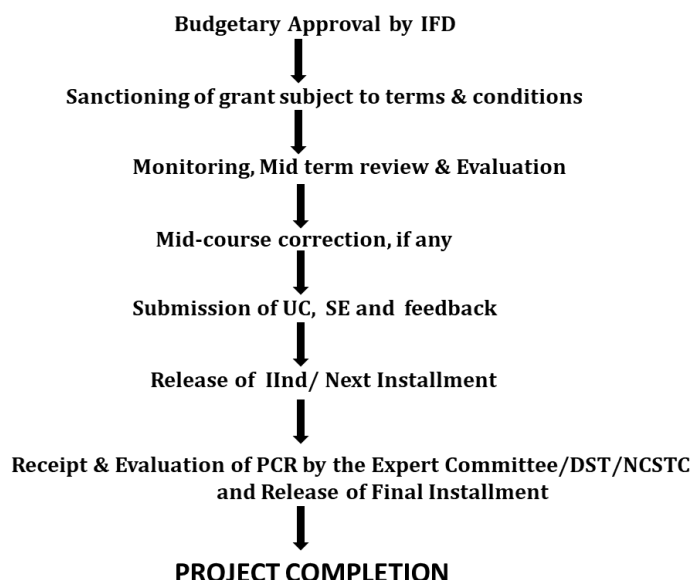 Budgetary Approval by IFD
Sanctioning of grant subject to terms & conditions
Monitoring, Mid term review & Evaluation
Mid-course correction, if any
Submission of UC, SE and feedback
Release of IInd/ Next Installment
Receipt & Evaluation of PCR by the Expert Committee/DST/NCSTC
and Release of Final Installment
PROJECT COMPLETION